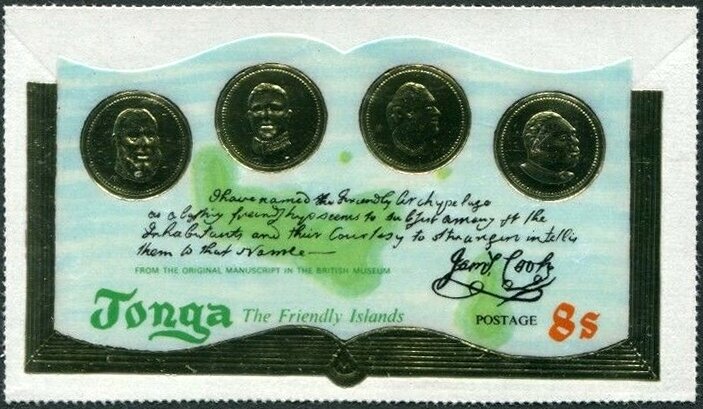 I have named the Friendly Archypelago
as a lasting friendship seems to subsist among st the
Inhabitants and their Courtesy to strangers intitles
them to that Name—
FROM THE ORIGINAL MANUSCRIPT IN THE BRITISH MUSEUM
Jam.s Cook
Tonga The Friendly Islands POSTAGE 8s